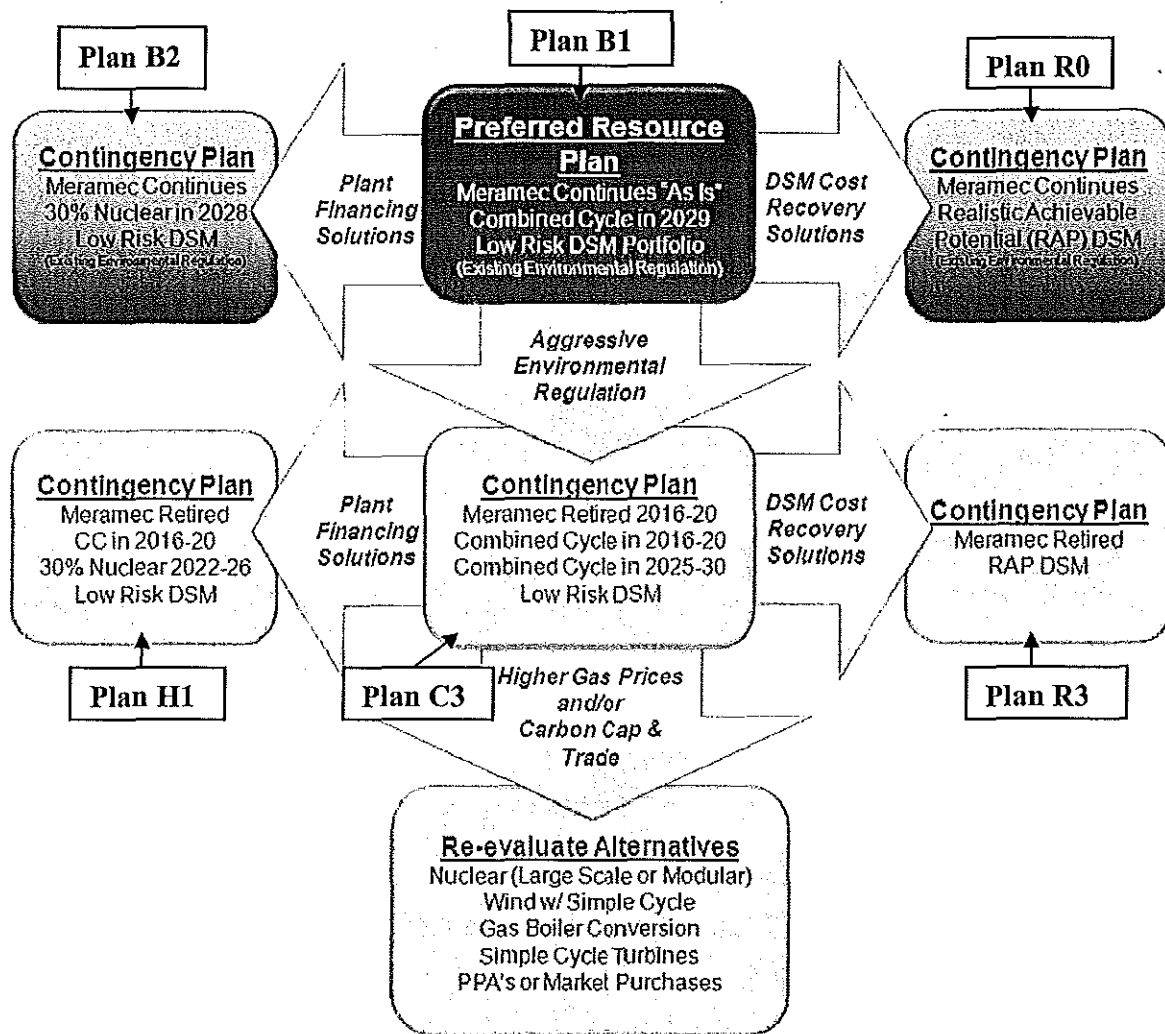 Plan B2
Plan B1
Plan R0
Contingency Plan
Meramec Continues
30% Nuclear in 2028
Low Risk DSM
(Existing Environmental Regulation)
Plant
Financing
Solutions
Preferred Resource
Plan
Meramec Continues "As Is"
Combined Cycle in 2029
Low Risk DSM Portfolio
(Existing Environmental Regulation)
DSM Cost
Recovery
Solutions
Contingency Plan
Meramec Continues
Realistic Achievable
Potential (RAP) DSM
(Existing Environmental Regulation)
Aggressive
Environmental
Regulation
Contingency Plan
Meramec Retired
CC in 2016-20
30% Nuclear 2022-26
Low Risk DSM
Plant
Financing
Solutions
Contingency Plan
Meramec Retired 2016-20
Combined Cycle in 2016-20
Combined Cycle in 2025-30
Low Risk DSM
DSM Cost
Recovery
Solutions
Contingency Plan
Meramec Retired
RAP DSM
Plan H1
Plan C3
Higher Gas Prices
and/or
Carbon Cap &
Trade
Plan R3
Re-evaluate Alternatives
Nuclear (Large Scale or Modular)
Wind w/ Simple Cycle
Gas Boiler Conversion
Simple Cycle Turbines
PPA's or Market Purchases